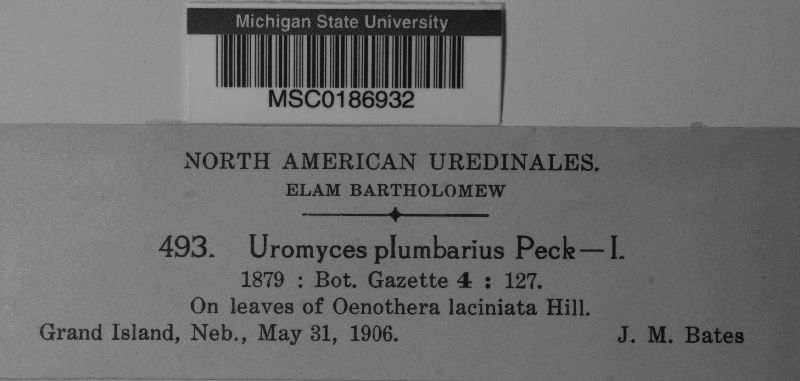 Michigan State University
MSC0186932
NORTH AMERICAN UREDINALES.
ELAM BARTHOLOMEW
493. Uromyces plumbarius Peck—I.
1879 : Bot. Gazette 4 : 127.
On leaves of Oenothera laciniata Hill.
Grand Island, Neb., May 31, 1906. J. M. Bates